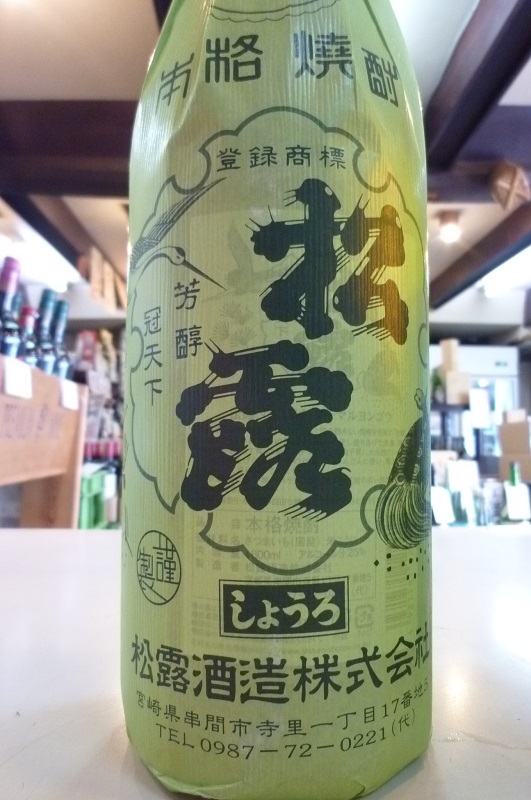 本格焼酎
登録商標
松露
芳醇
冠天下
謹製
しょうろ
松露酒造株式会社
宮崎県串間市寺里一丁目17番地
TEL 0987-72-0221(代)